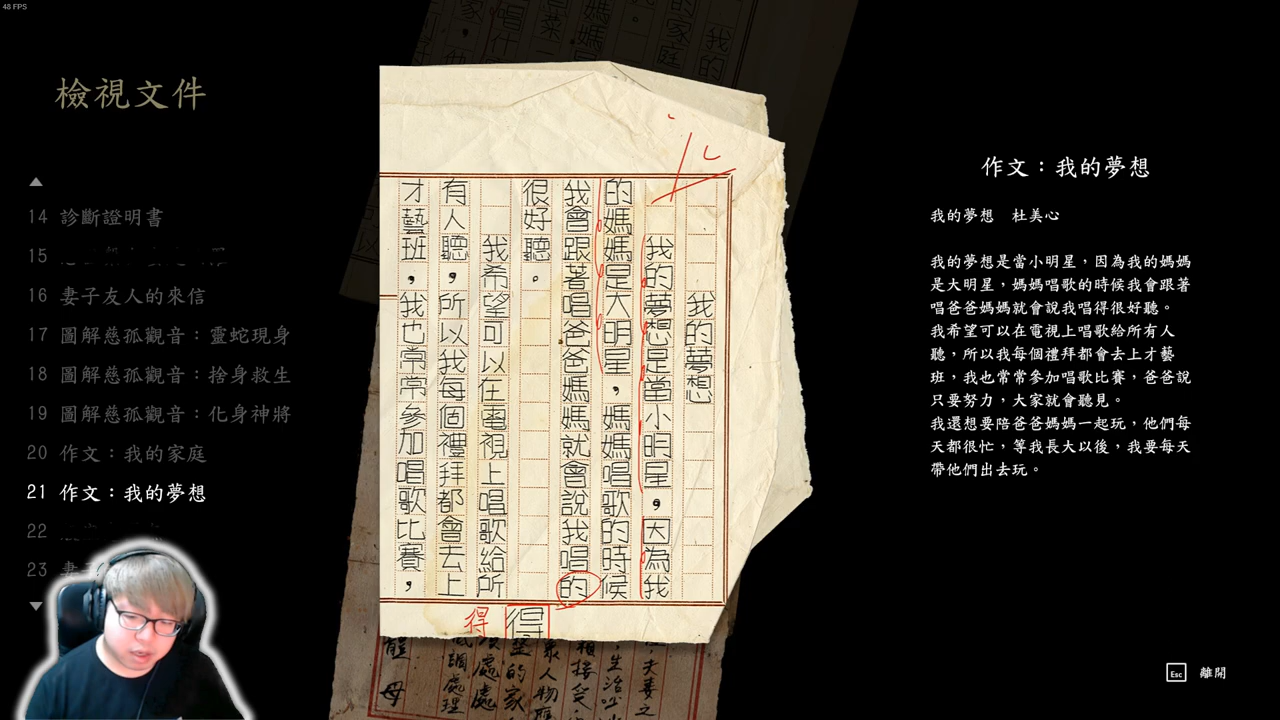 48 FPS
檢視文件
14 診斷證明書
15
16 妻子友人的來信
17 圖解慈孤觀音：靈蛇現身
18 圖解慈孤觀音：捨身救生
19 圖解慈孤觀音：化身神將
20 作文：我的家庭
21 作文：我的夢想
22
23 妻子
我的夢想
我的夢想是當小明星，因為我
的媽媽是大明星，媽媽唱歌的時候
我會跟著唱爸爸媽媽就會說我唱的
很好聽。
我希望可以在電視上唱歌給所
有人聽，所以我每個禮拜都會去上
才藝班，我也常常參加唱歌比賽，
得
得
作文：我的夢想
我的夢想　杜美心
我的夢想是當小明星，因為我的媽媽
是大明星，媽媽唱歌的時候我會跟著
唱爸爸媽媽就會說我唱得很好聽。
我希望可以在電視上唱歌給所有人
聽，所以我每個禮拜都會去上才藝
班，我也常常參加唱歌比賽，爸爸說
只要努力，大家就會聽見。
我還想要陪爸爸媽媽一起玩，他們每
天都很忙，等我長大以後，我要每天
帶他們出去玩。
Esc 離開